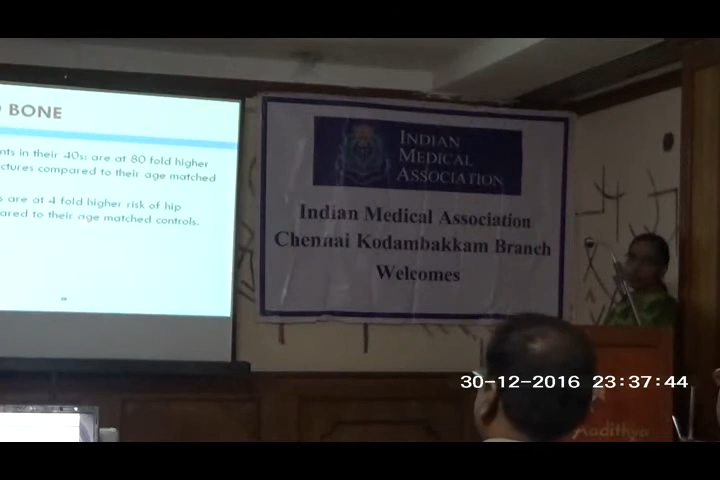 BONE
nts in their 40s: are at 80 fold higher
ctures compared to their age matched
s are at 4 fold higher risk of hip
ared to their age matched controls.
INDIAN
MEDICAL
ASSOCIATION
Indian Medical Association
Chennai Kodambakkam Branch
Welcomes
30-12-2016 23:37:44
Aadithya